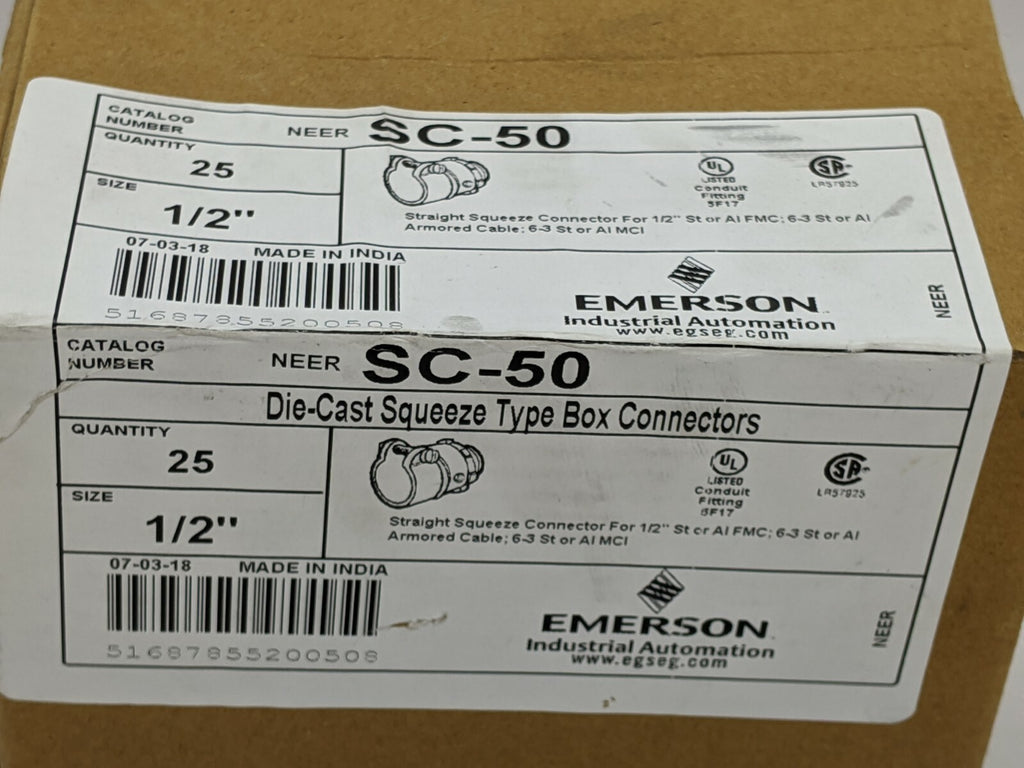 CATALOG
NUMBER
NEER SC-50
QUANTITY
25
SIZE
1/2"
UL
LISTED
Conduit
Fitting
5F17
SA
LR57925
Straight Squeeze Connector For 1/2" St or Al FMC; 6-3 St or Al
Armored Cable; 6-3 St or Al MCI
07-03-18 MADE IN INDIA
51687855200508
EMERSON
Industrial Automation
www.egseg.com
NEER
CATALOG
NUMBER
NEER SC-50
Die-Cast Squeeze Type Box Connectors
QUANTITY
25
SIZE
1/2"
UL
LISTED
Conduit
Fitting
5F17
SA
LR57925
Straight Squeeze Connector For 1/2" St or Al FMC; 6-3 St or Al
Armored Cable; 6-3 St or Al MCI
07-03-18 MADE IN INDIA
51687855200508
EMERSON
Industrial Automation
www.egseg.com
NEER